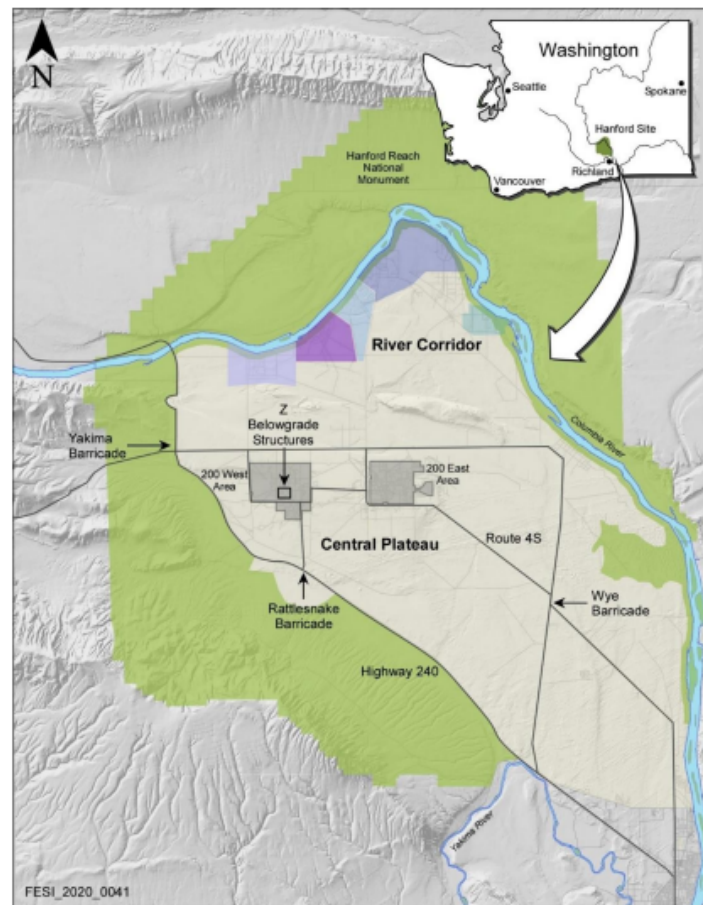 N
Washington
Seattle
Spokane
Hanford Site
Richland
Vancouver
Hanford Reach
National
Monument
River Corridor
Z
Belowgrade
Structures
Yakima
Barricade
Columbia River
200 West
Area
200 East
Area
Route 4S
Central Plateau
Wye
Barricade
Rattlesnake
Barricade
Highway 240
Yakima River
FESI_2020_0041